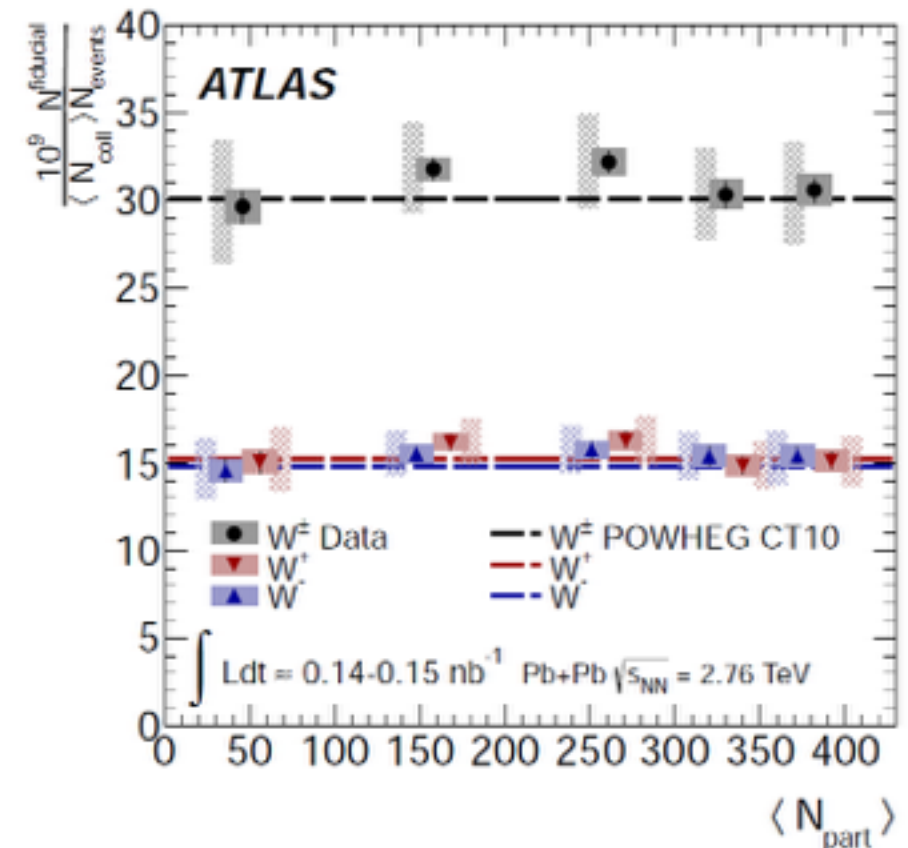 10⁹ N^fiducial
⟨N_coll⟩N_events
40
35
30
25
20
15
10
5
0
ATLAS
W± Data
W⁺
W⁻
W± POWHEG CT10
W⁺
W⁻
∫ Ldt = 0.14-0.15 nb⁻¹ Pb+Pb √s_NN = 2.76 TeV
0 50 100 150 200 250 300 350 400
⟨N_part⟩